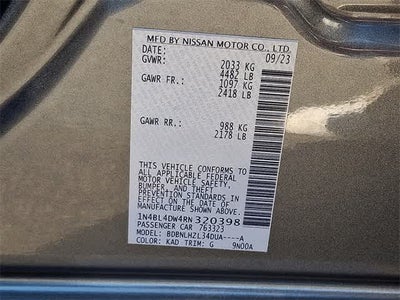 MFD BY NISSAN MOTOR CO., LTD.
DATE: 09/23
GVWR: 2033 KG
4482 LB
GAWR FR.: 1097 KG
2418 LB
GAWR RR.: 988 KG
2178 LB
THIS VEHICLE CONFORMS TO
ALL APPLICABLE FEDERAL
MOTOR VEHICLE SAFETY,
BUMPER, AND THEFT
PREVENTION STANDARDS IN
EFFECT ON THE DATE OF
MANUFACTURE SHOWN ABOVE.
1N4BL4DW4RN320398
PASSENGER CAR 763323
MODEL: BDBNLHZL34DUA----A
COLOR: KAD TRIM: G 9N00A